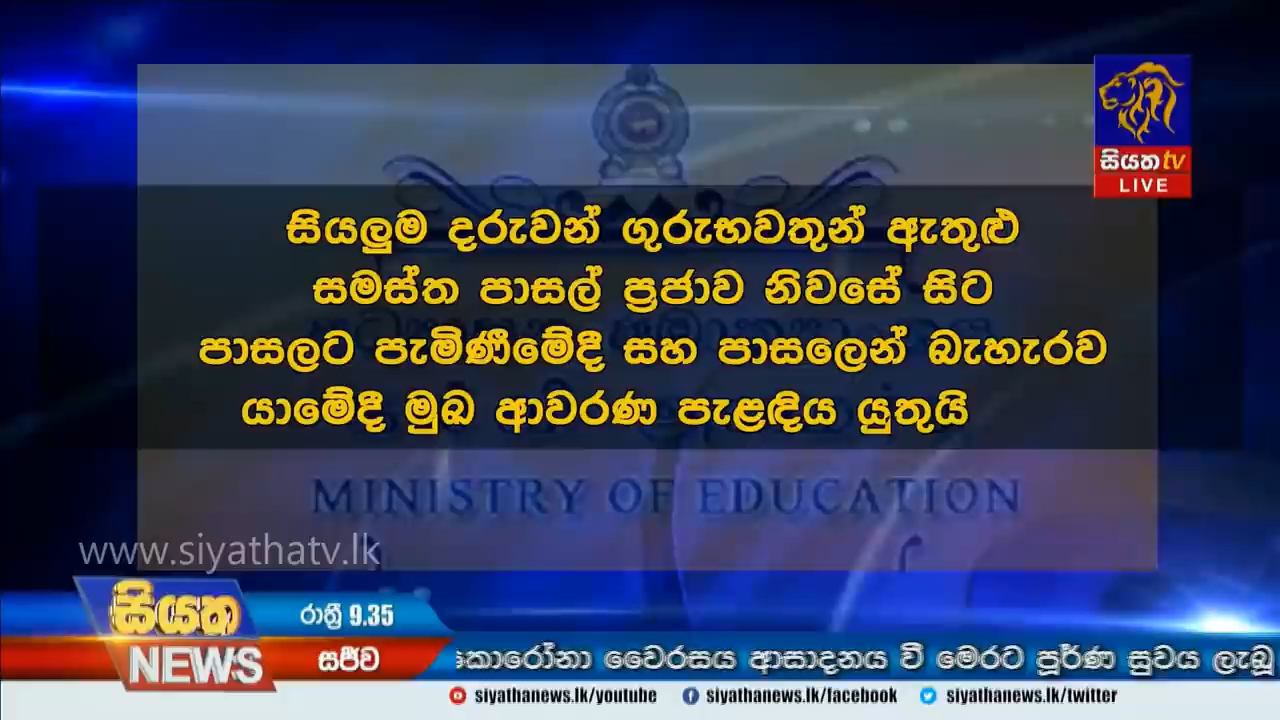 සියත tv
LIVE
සියලුම දරුවන් ගුරුභවතුන් ඇතුළු
සමස්ත පාසල් ප්‍රජාව නිවසේ සිට
පාසලට පැමිණීමේදී සහ පාසලෙන් බැහැරව
යාමේදී මුඛ ආවරණ පැළඳිය යුතුයි
MINISTRY OF EDUCATION
www.siyathatv.lk
සියත
NEWS
රාත්‍රී 9.35
සජීව
කොරෝනා වෛරසය ආසාදනය වී මෙරට පූර්ණ සුවය ලැබූ
siyathanews.lk/youtube siyathanews.lk/facebook siyathanews.lk/twitter